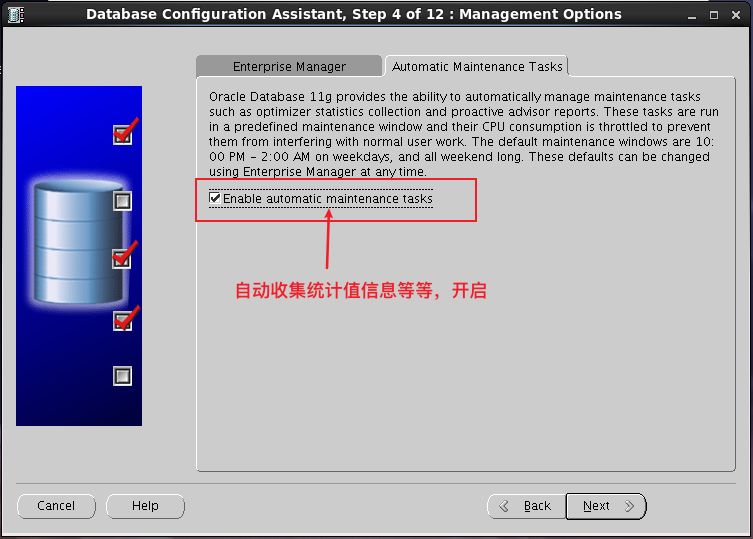 Database Configuration Assistant, Step 4 of 12 : Management Options
Enterprise Manager
Automatic Maintenance Tasks
Oracle Database 11g provides the ability to automatically manage maintenance tasks
such as optimizer statistics collection and proactive advisor reports. These tasks are run
in a predefined maintenance window and their CPU consumption is throttled to prevent
them from interfering with normal user work. The default maintenance windows are 10:
00 PM - 2:00 AM on weekdays, and all weekend long. These defaults can be changed
using Enterprise Manager at any time.
Enable automatic maintenance tasks
自动收集统计值信息等等，开启
Cancel
Help
Back
Next